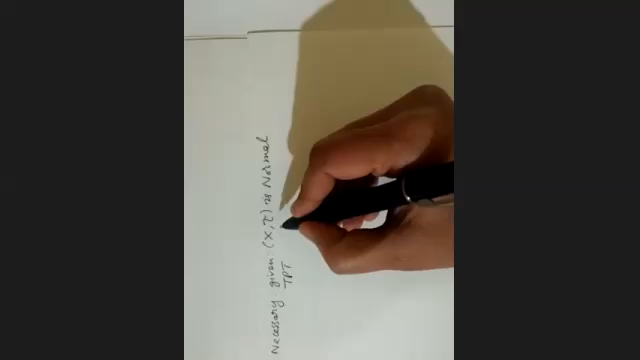 Necessary given (X, τ) is Normal
TPT